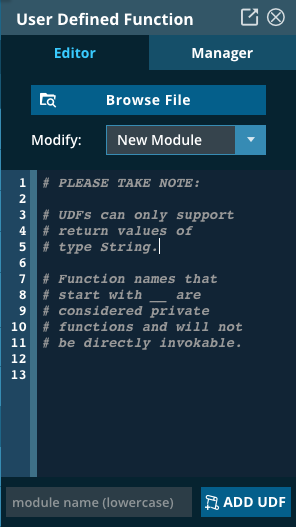 User Defined Function
Editor Manager
Browse File
Modify: New Module
1 # PLEASE TAKE NOTE:
2
3 # UDFs can only support
4 # return values of
5 # type String.
6
7 # Function names that
8 # start with __ are
9 # considered private
10 # functions and will not
11 # be directly invokable.
12
13
module name (lowercase) ADD UDF